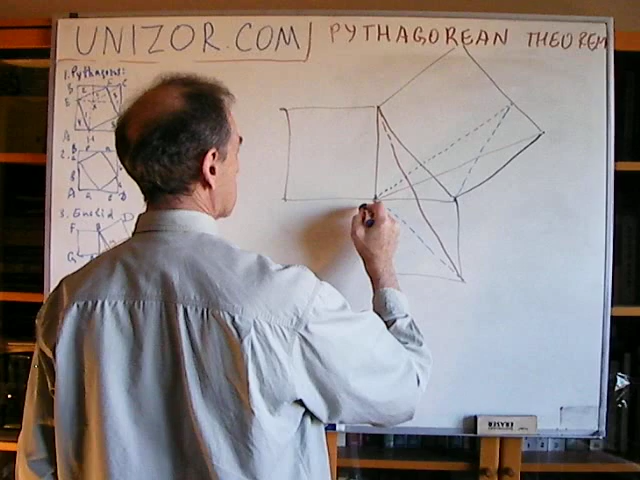 UNIZOR.COM
PYTHAGOREAN THEOREM
1. Pythagoras:
2.
3. Euclid